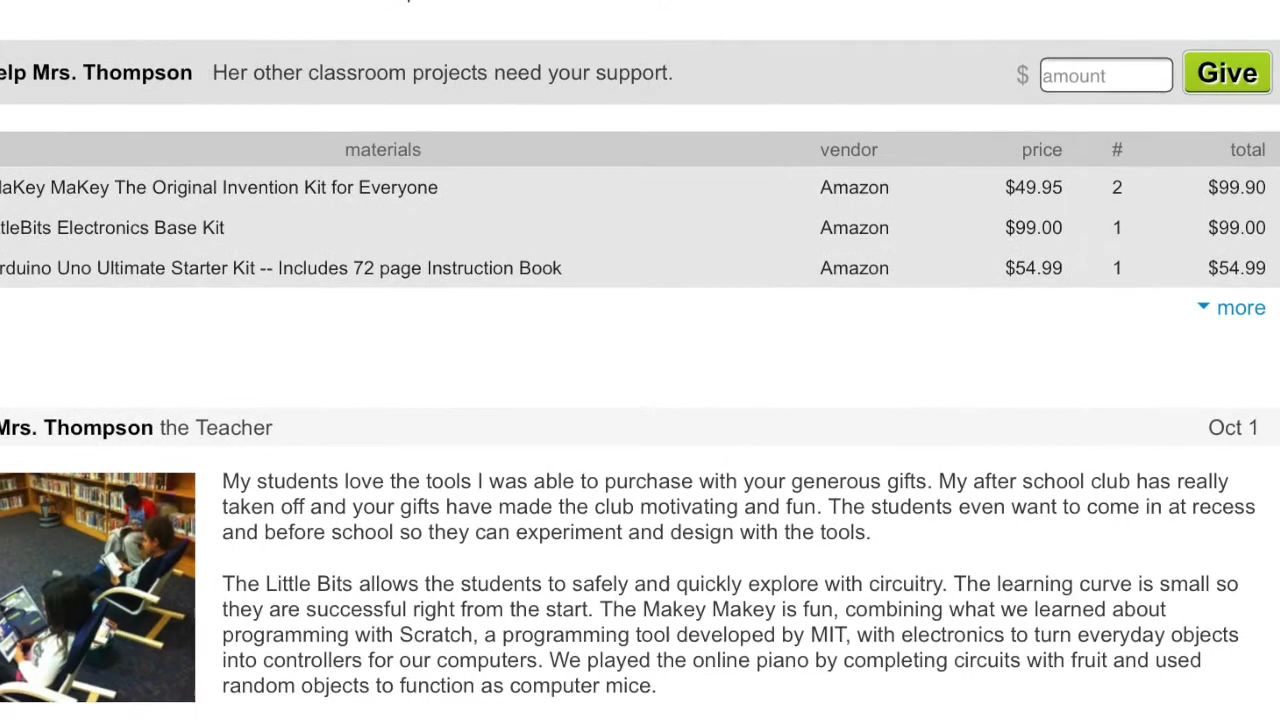 elp Mrs. Thompson Her other classroom projects need your support. $ amount Give
materials vendor price # total
aKey MaKey The Original Invention Kit for Everyone Amazon $49.95 2 $99.90
tleBits Electronics Base Kit Amazon $99.00 1 $99.00
rduino Uno Ultimate Starter Kit -- Includes 72 page Instruction Book Amazon $54.99 1 $54.99
more
Mrs. Thompson the Teacher Oct 1
My students love the tools I was able to purchase with your generous gifts. My after school club has really
taken off and your gifts have made the club motivating and fun. The students even want to come in at recess
and before school so they can experiment and design with the tools.
The Little Bits allows the students to safely and quickly explore with circuitry. The learning curve is small so
they are successful right from the start. The Makey Makey is fun, combining what we learned about
programming with Scratch, a programming tool developed by MIT, with electronics to turn everyday objects
into controllers for our computers. We played the online piano by completing circuits with fruit and used
random objects to function as computer mice.